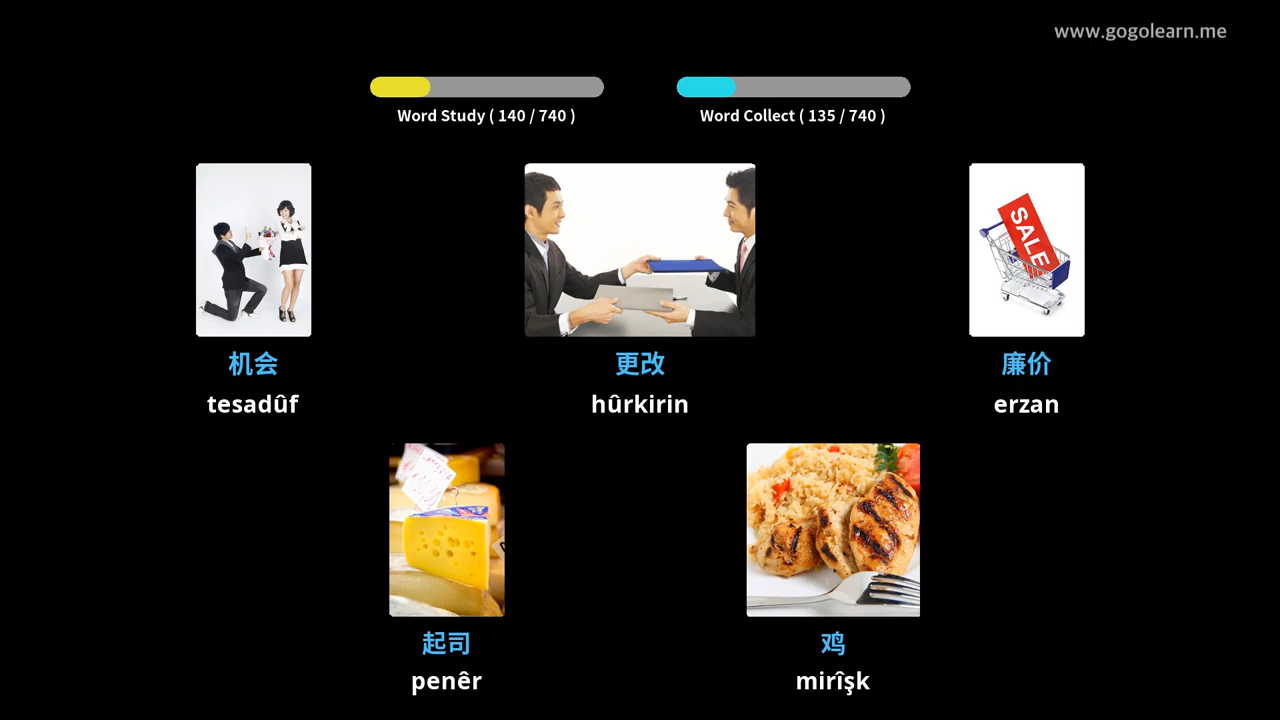 www.gogolearn.me
Word Study ( 140 / 740 )
Word Collect ( 135 / 740 )
SALE
机会
更改
廉价
tesadûf
hûrkirin
erzan
起司
鸡
penêr
mirîşk